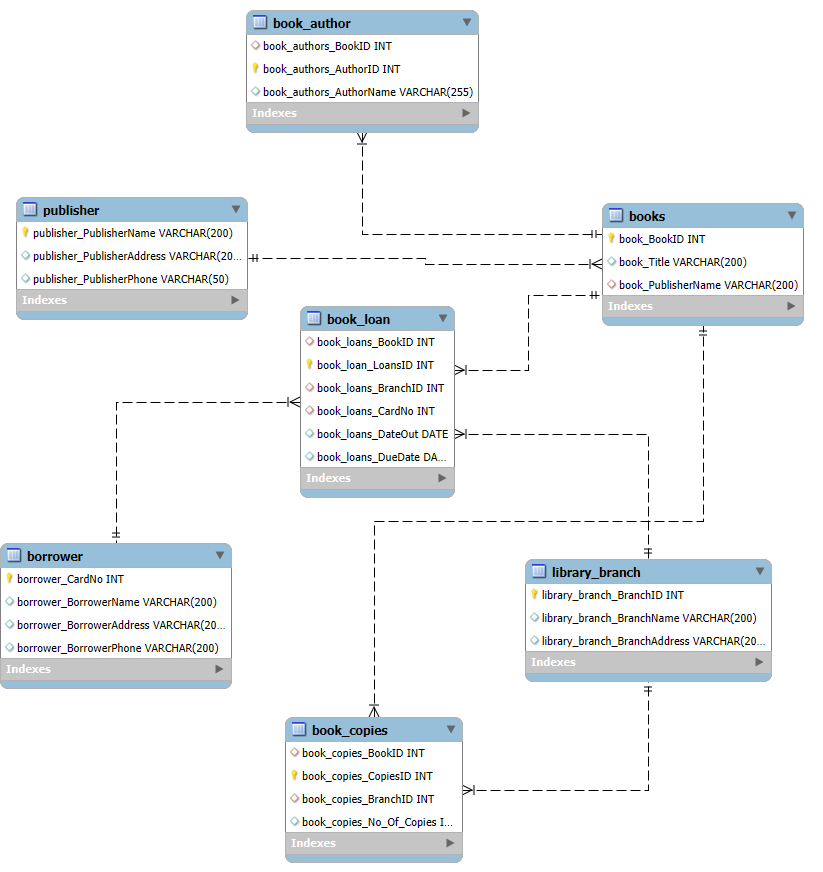 book_author
book_authors_BookID INT
book_authors_AuthorID INT
book_authors_AuthorName VARCHAR(255)
Indexes
publisher
publisher_PublisherName VARCHAR(200)
publisher_PublisherAddress VARCHAR(20...
publisher_PublisherPhone VARCHAR(50)
Indexes
books
book_BookID INT
book_Title VARCHAR(200)
book_PublisherName VARCHAR(200)
Indexes
book_loan
book_loans_BookID INT
book_loan_LoansID INT
book_loans_BranchID INT
book_loans_CardNo INT
book_loans_DateOut DATE
book_loans_DueDate DA...
Indexes
borrower
borrower_CardNo INT
borrower_BorrowerName VARCHAR(200)
borrower_BorrowerAddress VARCHAR(20...
borrower_BorrowerPhone VARCHAR(200)
Indexes
library_branch
library_branch_BranchID INT
library_branch_BranchName VARCHAR(200)
library_branch_BranchAddress VARCHAR(20...
Indexes
book_copies
book_copies_BookID INT
book_copies_CopiesID INT
book_copies_BranchID INT
book_copies_No_Of_Copies I...
Indexes